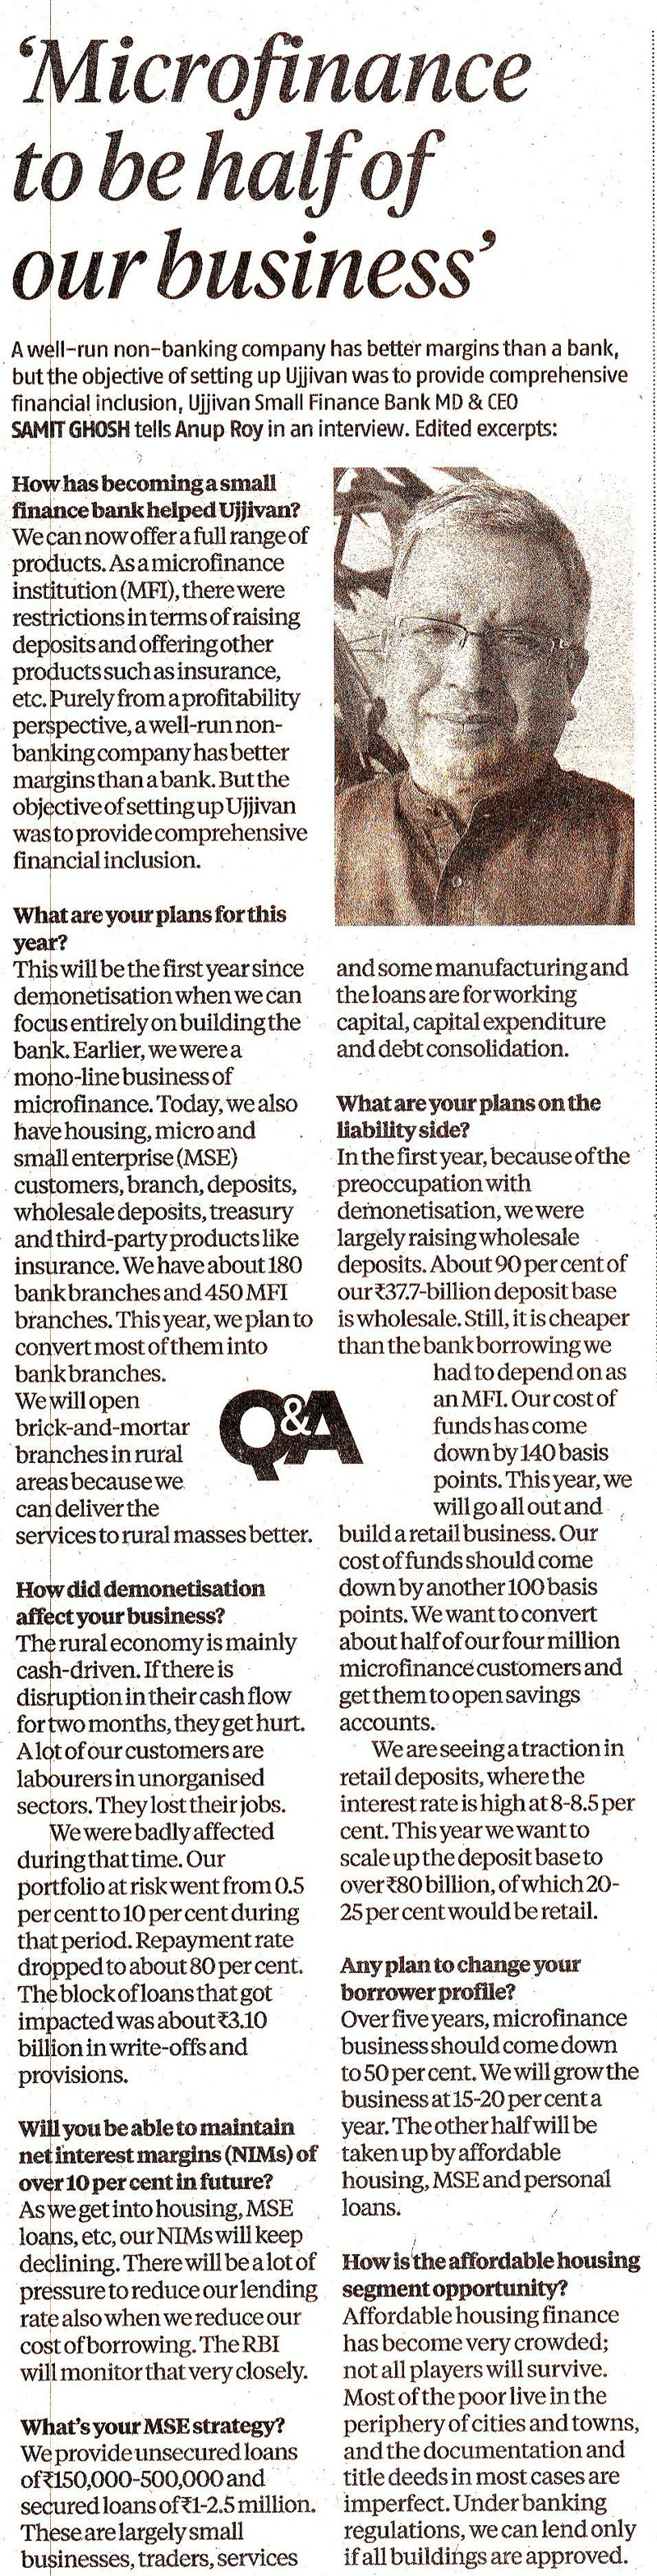 ‘Microfinance
to be half of
our business’
A well-run non-banking company has better margins than a bank,
but the objective of setting up Ujjivan was to provide comprehensive
financial inclusion, Ujjivan Small Finance Bank MD & CEO
SAMIT GHOSH tells Anup Roy in an interview. Edited excerpts:
How has becoming a small
finance bank helped Ujjivan?
We can now offer a full range of
products. As a microfinance
institution (MFI), there were
restrictions in terms of raising
deposits and offering other
products such as insurance,
etc. Purely from a profitability
perspective, a well-run non-
banking company has better
margins than a bank. But the
objective of setting up Ujjivan
was to provide comprehensive
financial inclusion.
What are your plans for this
year?
This will be the first year since
demonetisation when we can
focus entirely on building the
bank. Earlier, we were a
mono-line business of
microfinance. Today, we also
have housing, micro and
small enterprise (MSE)
customers, branch, deposits,
wholesale deposits, treasury
and third-party products like
insurance. We have about 180
bank branches and 450 MFI
branches. This year, we plan to
convert most of them into
bank branches.
We will open
brick-and-mortar
branches in rural
areas because we
can deliver the
services to rural masses better.
How did demonetisation
affect your business?
The rural economy is mainly
cash-driven. If there is
disruption in their cash flow
for two months, they get hurt.
A lot of our customers are
labourers in unorganised
sectors. They lost their jobs.
We were badly affected
during that time. Our
portfolio at risk went from 0.5
per cent to 10 per cent during
that period. Repayment rate
dropped to about 80 per cent.
The block of loans that got
impacted was about ₹3.10
billion in write-offs and
provisions.
Will you be able to maintain
net interest margins (NIMs) of
over 10 per cent in future?
As we get into housing, MSE
loans, etc, our NIMs will keep
declining. There will be a lot of
pressure to reduce our lending
rate also when we reduce our
cost of borrowing. The RBI
will monitor that very closely.
What’s your MSE strategy?
We provide unsecured loans
of ₹150,000-500,000 and
secured loans of ₹1-2.5 million.
These are largely small
businesses, traders, services
Q&A
and some manufacturing and
the loans are for working
capital, capital expenditure
and debt consolidation.
What are your plans on the
liability side?
In the first year, because of the
preoccupation with
demonetisation, we were
largely raising wholesale
deposits. About 90 per cent of
our ₹37.7-billion deposit base
is wholesale. Still, it is cheaper
than the bank borrowing we
had to depend on as
an MFI. Our cost of
funds has come
down by 140 basis
points. This year, we
will go all out and
build a retail business. Our
cost of funds should come
down by another 100 basis
points. We want to convert
about half of our four million
microfinance customers and
get them to open savings
accounts.
We are seeing a traction in
retail deposits, where the
interest rate is high at 8-8.5 per
cent. This year we want to
scale up the deposit base to
over ₹80 billion, of which 20-
25 per cent would be retail.
Any plan to change your
borrower profile?
Over five years, microfinance
business should come down
to 50 per cent. We will grow the
business at 15-20 per cent a
year. The other half will be
taken up by affordable
housing, MSE and personal
loans.
How is the affordable housing
segment opportunity?
Affordable housing finance
has become very crowded;
not all players will survive.
Most of the poor live in the
periphery of cities and towns,
and the documentation and
title deeds in most cases are
imperfect. Under banking
regulations, we can lend only
if all buildings are approved.